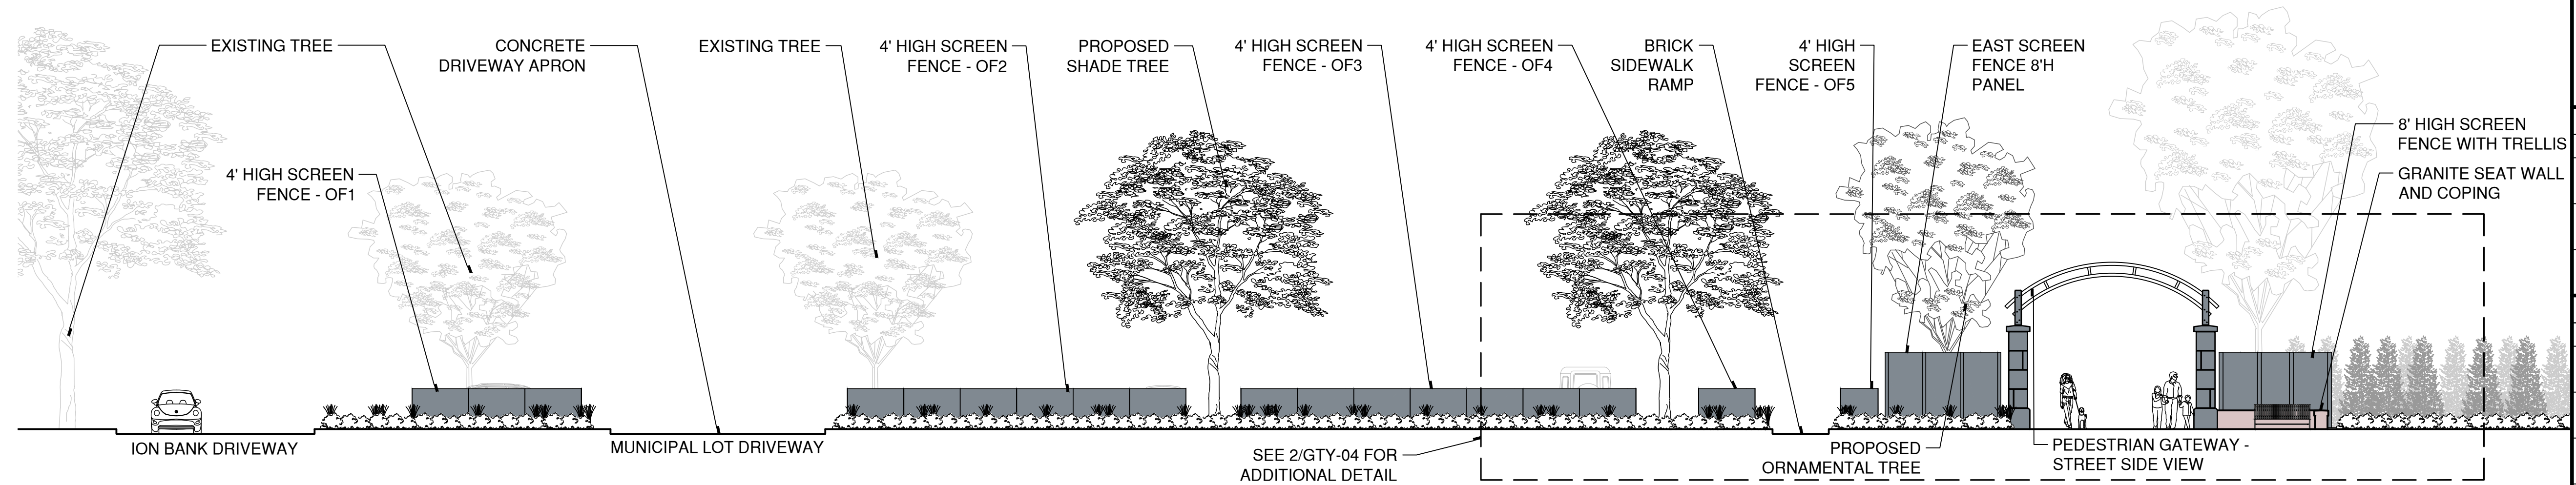 EXISTING TREE
CONCRETE
DRIVEWAY APRON
EXISTING TREE
4' HIGH SCREEN
FENCE - OF2
PROPOSED
SHADE TREE
4' HIGH SCREEN
FENCE - OF3
4' HIGH SCREEN
FENCE - OF4
BRICK
SIDEWALK
RAMP
4' HIGH
SCREEN
FENCE - OF5
EAST SCREEN
FENCE 8'H
PANEL
8' HIGH SCREEN
FENCE WITH TRELLIS
GRANITE SEAT WALL
AND COPING
4' HIGH SCREEN
FENCE - OF1
ION BANK DRIVEWAY
MUNICIPAL LOT DRIVEWAY
SEE 2/GTY-04 FOR
ADDITIONAL DETAIL
PROPOSED
ORNAMENTAL TREE
PEDESTRIAN GATEWAY -
STREET SIDE VIEW